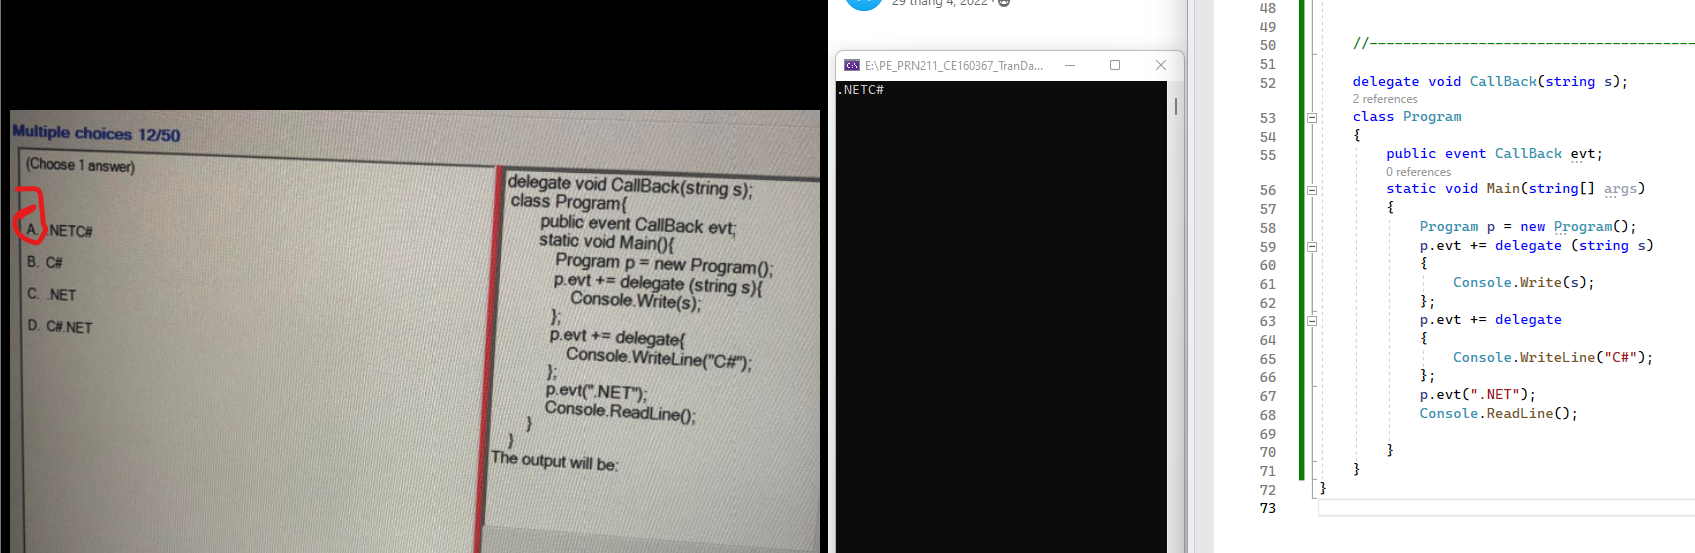 Multiple choices 12/50
(Choose 1 answer)
A. .NETC#
B. C#
C. .NET
D. C#.NET
delegate void CallBack(string s);
class Program{
public event CallBack evt;
static void Main(){
Program p = new Program();
p.evt += delegate (string s){
Console.Write(s);
};
p.evt += delegate{
Console.WriteLine("C#");
};
p.evt(".NET");
Console.ReadLine();
}
}
The output will be:
29 tháng 4, 2022 ·
E:\PE_PRN211_CE160367_TranDa...
.NETC#
48
49
50 //---------------------------------------
51
52 delegate void CallBack(string s);
2 references
53 class Program
54 {
55 public event CallBack evt;
0 references
56 static void Main(string[] args)
57 {
58 Program p = new Program();
59 p.evt += delegate (string s)
60 {
61 Console.Write(s);
62 };
63 p.evt += delegate
64 {
65 Console.WriteLine("C#");
66 };
67 p.evt(".NET");
68 Console.ReadLine();
69
70 }
71 }
72 }
73